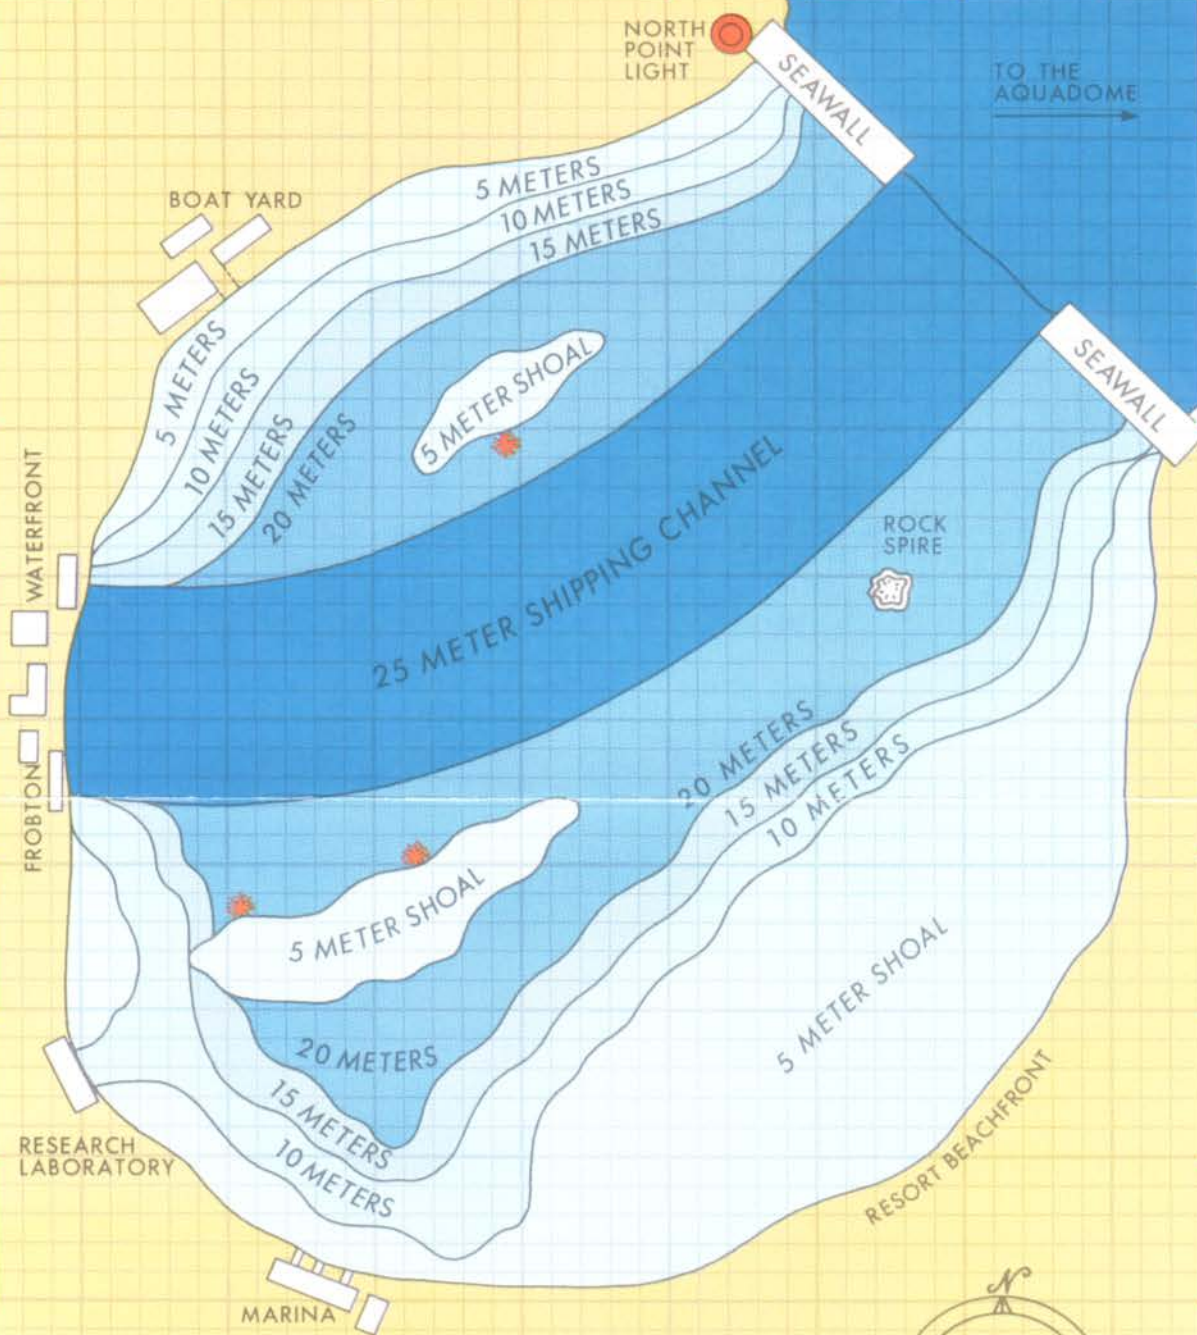 NORTH
POINT
LIGHT
SEAWALL
TO THE
AQUADOME
BOAT YARD
5 METERS
10 METERS
15 METERS
5 METERS
10 METERS
15 METERS
20 METERS
5 METER SHOAL
SEAWALL
WATERFRONT
FROBTON
25 METER SHIPPING CHANNEL
ROCK
SPIRE
20 METERS
15 METERS
10 METERS
5 METER SHOAL
5 METER SHOAL
20 METERS
15 METERS
10 METERS
RESEARCH
LABORATORY
RESORT BEACHFRONT
MARINA
N